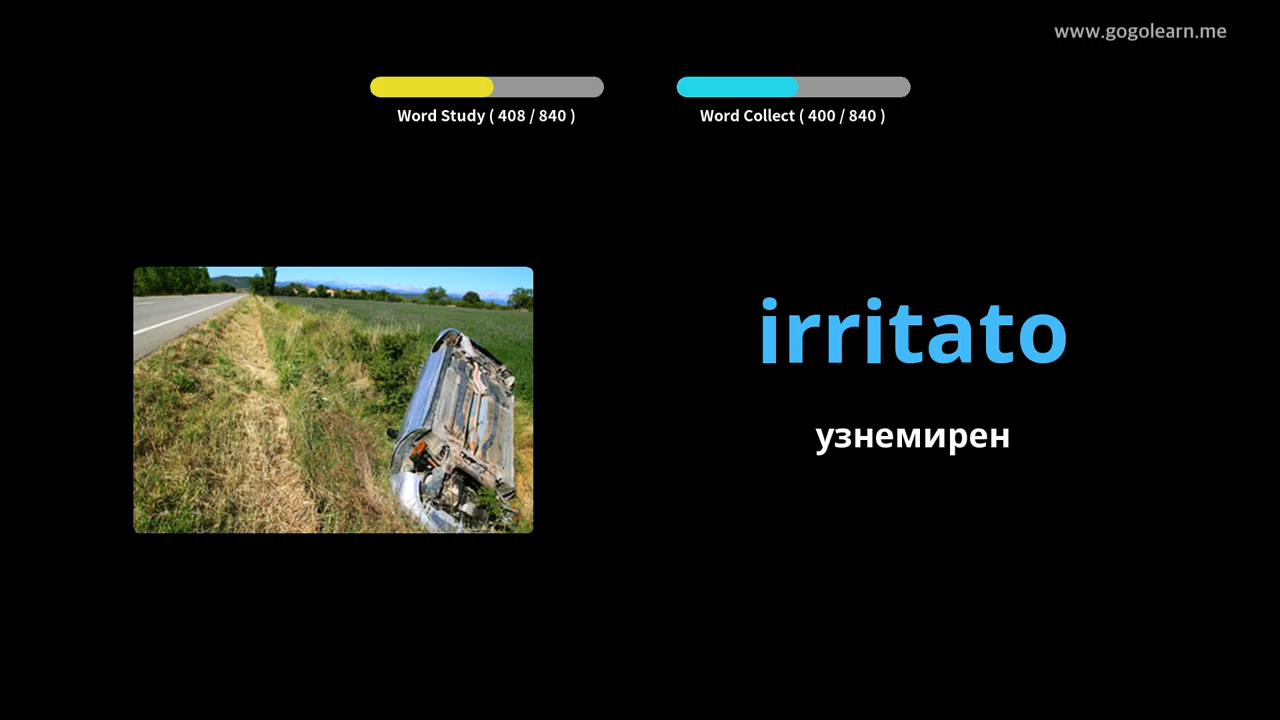 www.gogolearn.me
Word Study ( 408 / 840 )
Word Collect ( 400 / 840 )
irritato
узнемирен